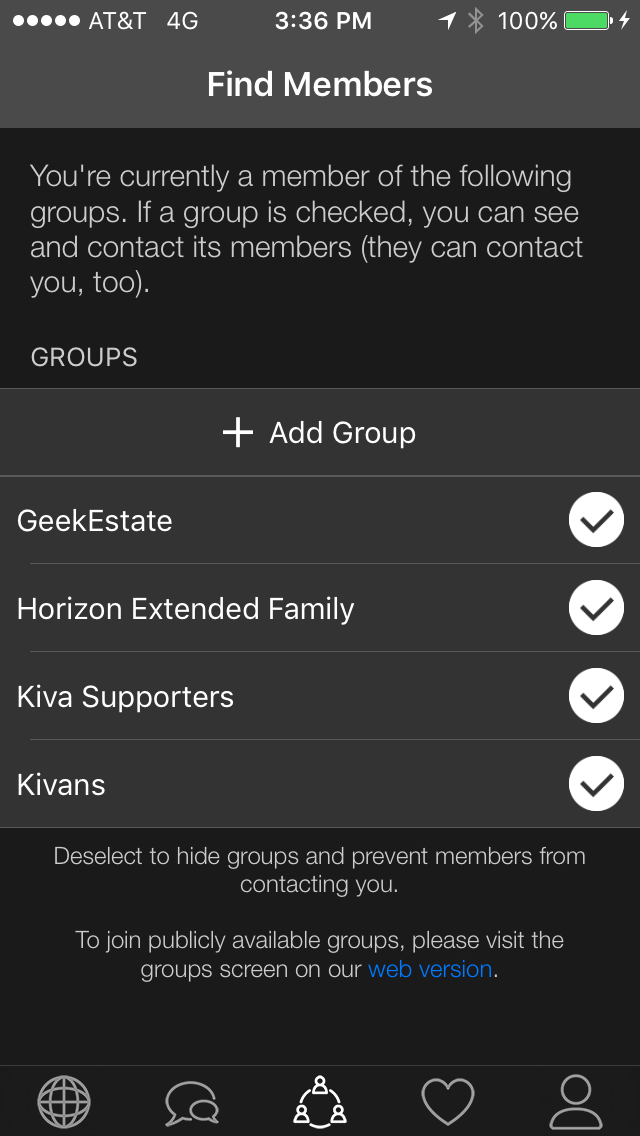 AT&T 4G 3:36 PM 100%
Find Members
You're currently a member of the following
groups. If a group is checked, you can see
and contact its members (they can contact
you, too).
GROUPS
Add Group
GeekEstate
Horizon Extended Family
Kiva Supporters
Kivans
Deselect to hide groups and prevent members from
contacting you.
To join publicly available groups, please visit the
groups screen on our web version.